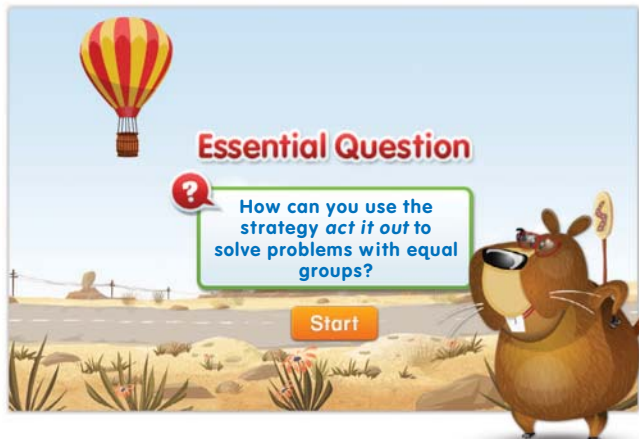 Essential Question
?
How can you use the
strategy act it out to
solve problems with equal
groups?
Start